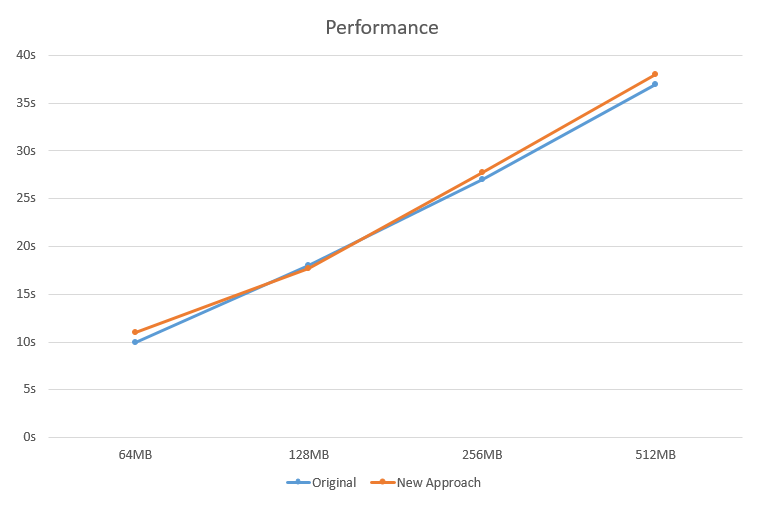 Performance
40s
35s
30s
25s
20s
15s
10s
5s
0s
64MB 128MB 256MB 512MB
Original New Approach